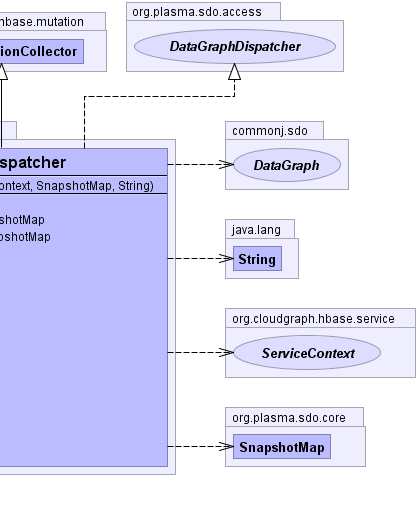 nbase.mutation
ionCollector
org.plasma.sdo.access
DataGraphDispatcher
spatcher
ontext, SnapshotMap, String)
shotMap
pshotMap
commonj.sdo
DataGraph
java.lang
String
org.cloudgraph.hbase.service
ServiceContext
org.plasma.sdo.core
SnapshotMap